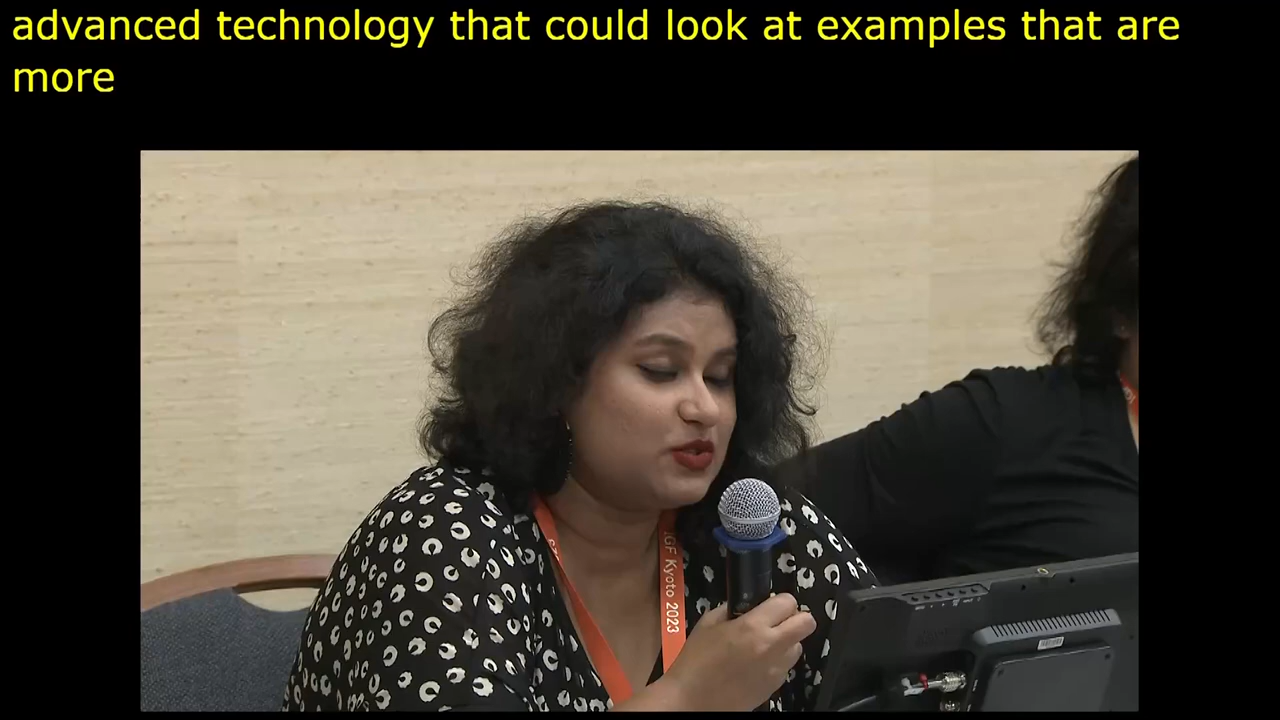 advanced technology that could look at examples that are
more
IGF Kyoto 2023